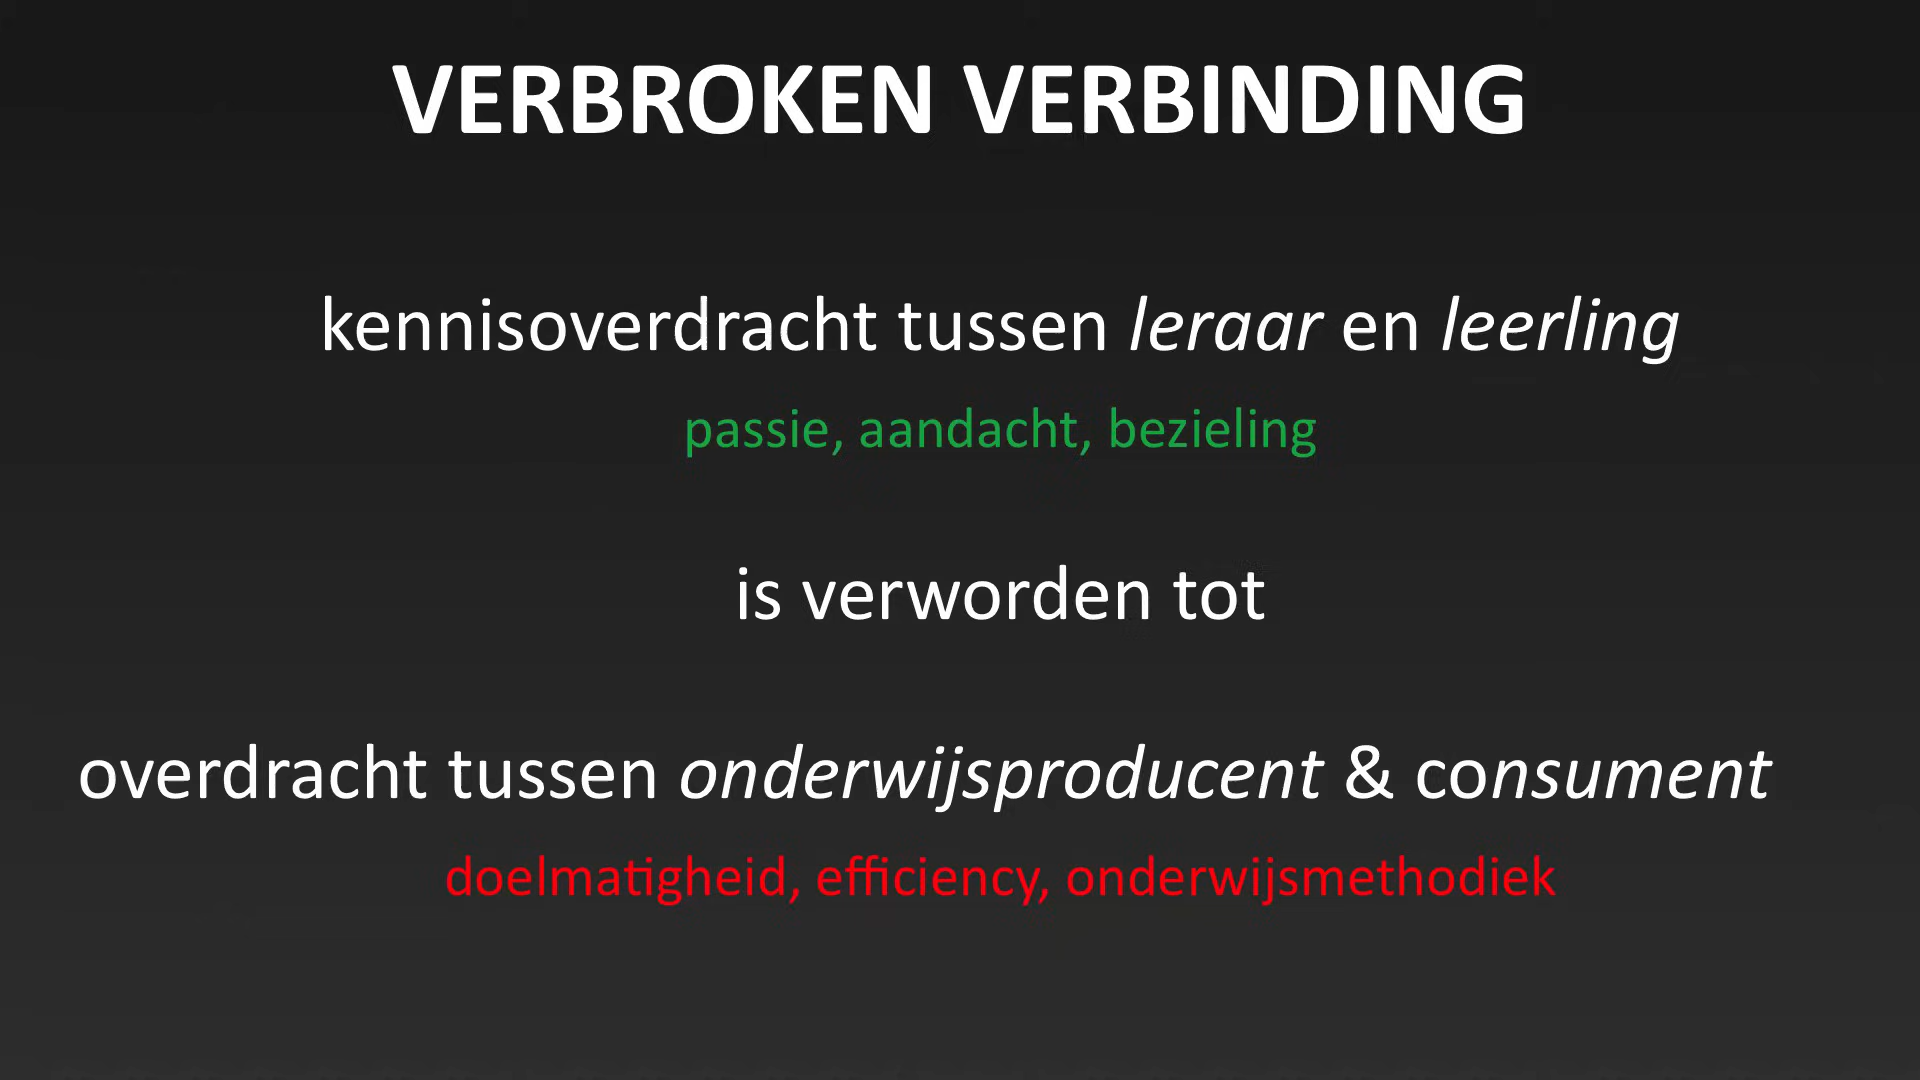 VERBROKEN VERBINDING
kennisoverdracht tussen leraar en leerling
passie, aandacht, bezieling
is verworden tot
overdracht tussen onderwijsproducent & consument
doelmatigheid, efficiency, onderwijsmethodiek